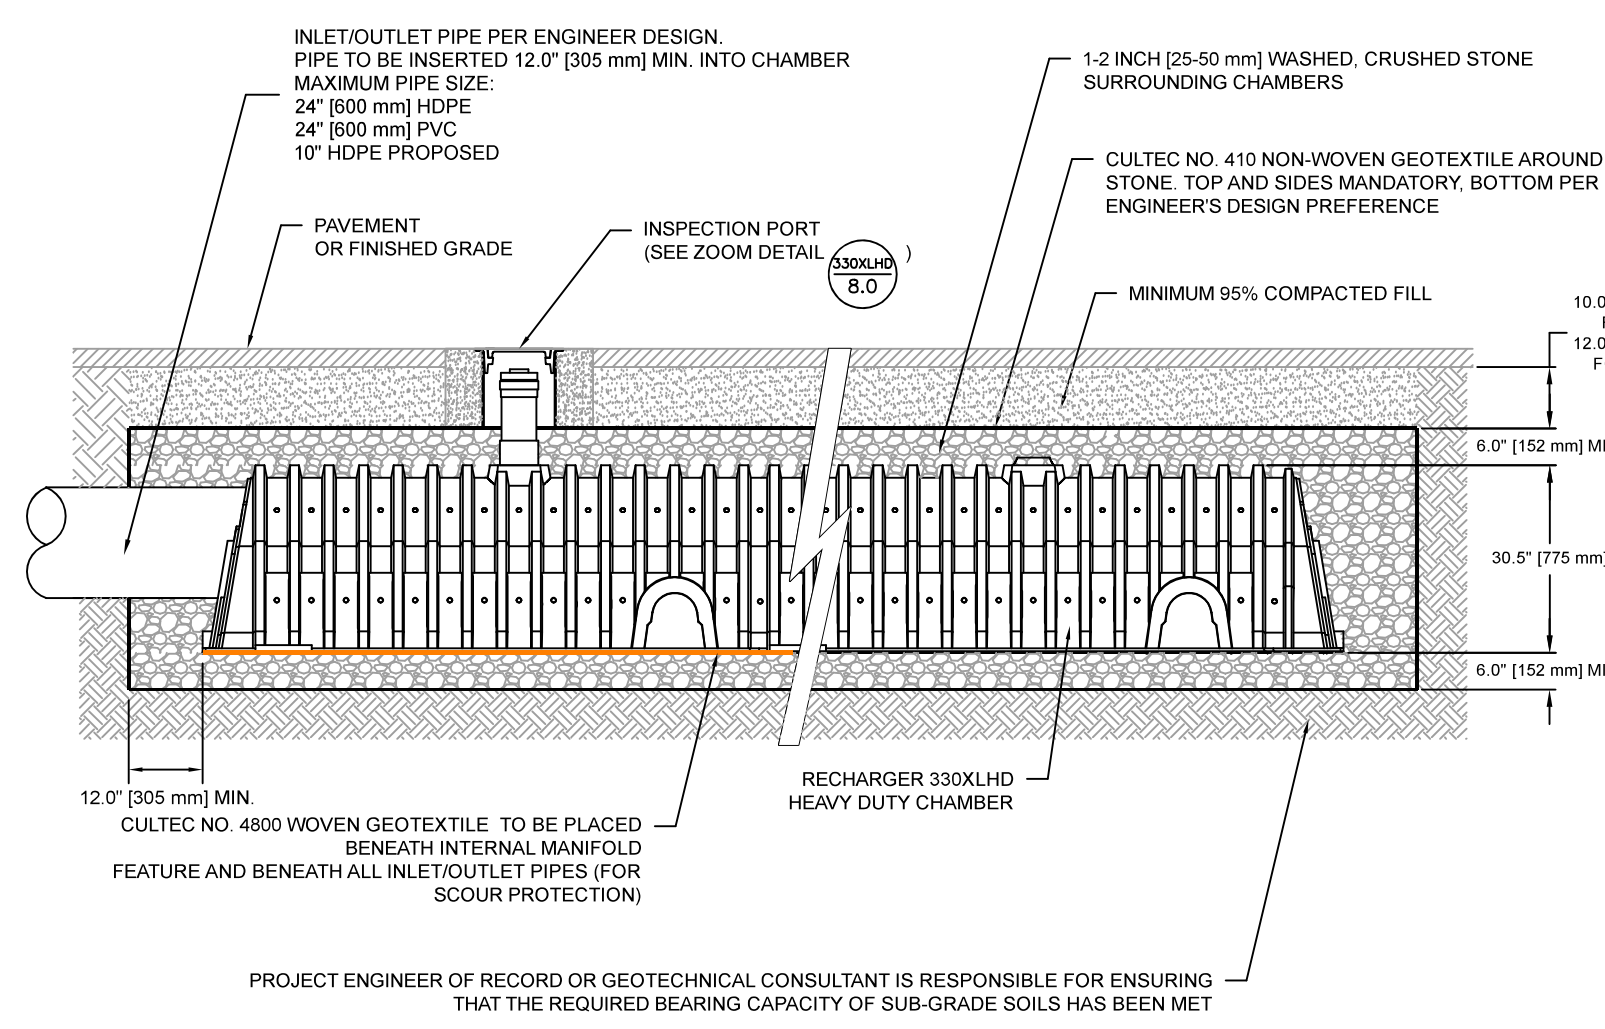 INLET/OUTLET PIPE PER ENGINEER DESIGN.
PIPE TO BE INSERTED 12.0" [305 mm] MIN. INTO CHAMBER
MAXIMUM PIPE SIZE:
24" [600 mm] HDPE
24" [600 mm] PVC
10" HDPE PROPOSED
1-2 INCH [25-50 mm] WASHED, CRUSHED STONE
SURROUNDING CHAMBERS
CULTEC NO. 410 NON-WOVEN GEOTEXTILE AROUND
STONE. TOP AND SIDES MANDATORY, BOTTOM PER
ENGINEER'S DESIGN PREFERENCE
PAVEMENT
OR FINISHED GRADE
INSPECTION PORT
(SEE ZOOM DETAIL )
330XLHD
8.0
MINIMUM 95% COMPACTED FILL
10.0
12.0
6.0" [152 mm]
30.5" [775 mm]
6.0" [152 mm]
12.0" [305 mm] MIN.
CULTEC NO. 4800 WOVEN GEOTEXTILE TO BE PLACED
BENEATH INTERNAL MANIFOLD
FEATURE AND BENEATH ALL INLET/OUTLET PIPES (FOR
SCOUR PROTECTION)
RECHARGER 330XLHD
HEAVY DUTY CHAMBER
PROJECT ENGINEER OF RECORD OR GEOTECHNICAL CONSULTANT IS RESPONSIBLE FOR ENSURING
THAT THE REQUIRED BEARING CAPACITY OF SUB-GRADE SOILS HAS BEEN MET